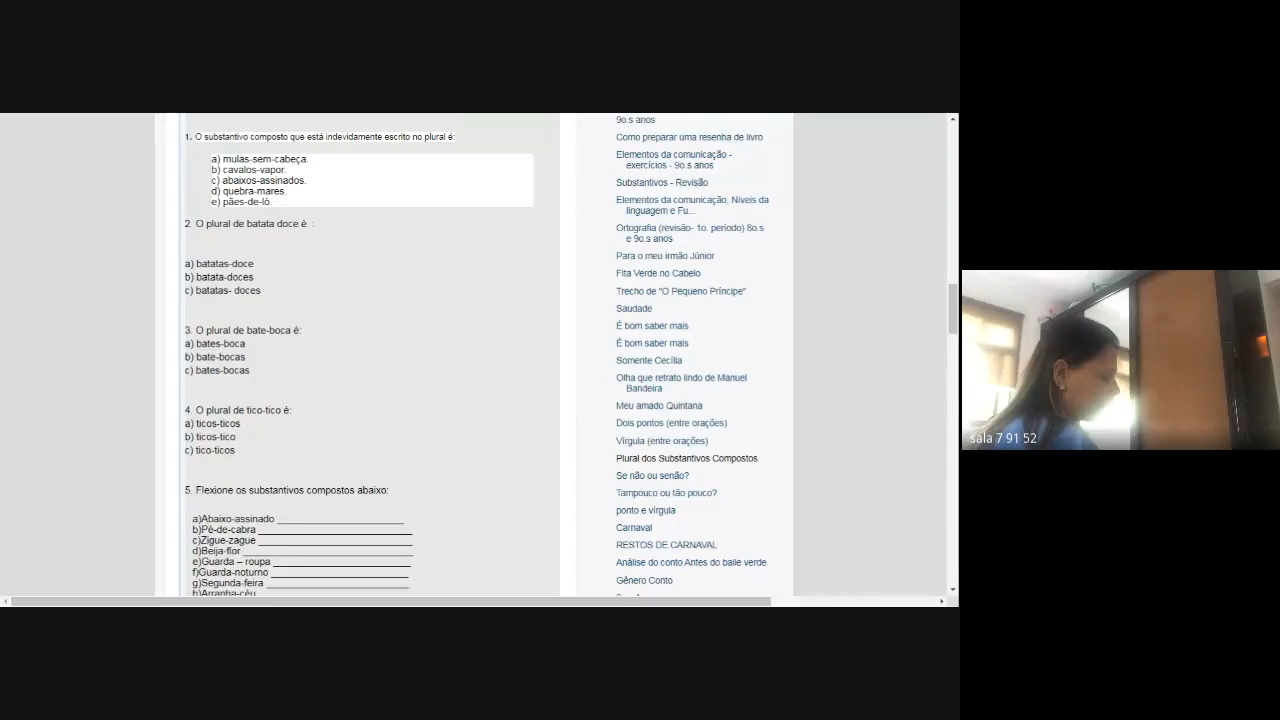 1. O substantivo composto que está indevidamente escrito no plural é:
a) mulas-sem-cabeça.
b) cavalos-vapor.
c) abaixos-assinados.
d) quebra-mares.
e) pães-de-ló.
2. O plural de batata doce é :
a) batatas-doce
b) batata-doces
c) batatas- doces
3. O plural de bate-boca é:
a) bates-boca
b) bate-bocas
c) bates-bocas
4. O plural de tico-tico é:
a) ticos-ticos
b) ticos-tico
c) tico-ticos
5. Flexione os substantivos compostos abaixo:
a)Abaixo-assinado ______________________
b)Pé-de-cabra ___________________________
c)Zigue-zague ___________________________
d)Beija-flor ______________________________
e)Guarda – roupa ________________________
f)Guarda-noturno ________________________
g)Segunda-feira _________________________
h)Arranha-céu
9o.s anos
Como preparar uma resenha de livro
Elementos da comunicação -
exercícios - 9o.s anos
Substantivos - Revisão
Elementos da comunicação, Níveis da
linguagem e Fu...
Ortografia (revisão- 1o. período) 8o.s
e 9o.s anos
Para o meu irmão Júnior
Fita Verde no Cabelo
Trecho de "O Pequeno Príncipe"
Saudade
É bom saber mais
É bom saber mais
Somente Cecília
Olha que retrato lindo de Manuel
Bandeira
Meu amado Quintana
Dois pontos (entre orações)
Vírgula (entre orações)
Plural dos Substantivos Compostos
Se não ou senão?
Tampouco ou tão pouco?
ponto e vírgula
Carnaval
RESTOS DE CARNAVAL
Análise do conto Antes do baile verde
Gênero Conto
sala 7 91 52